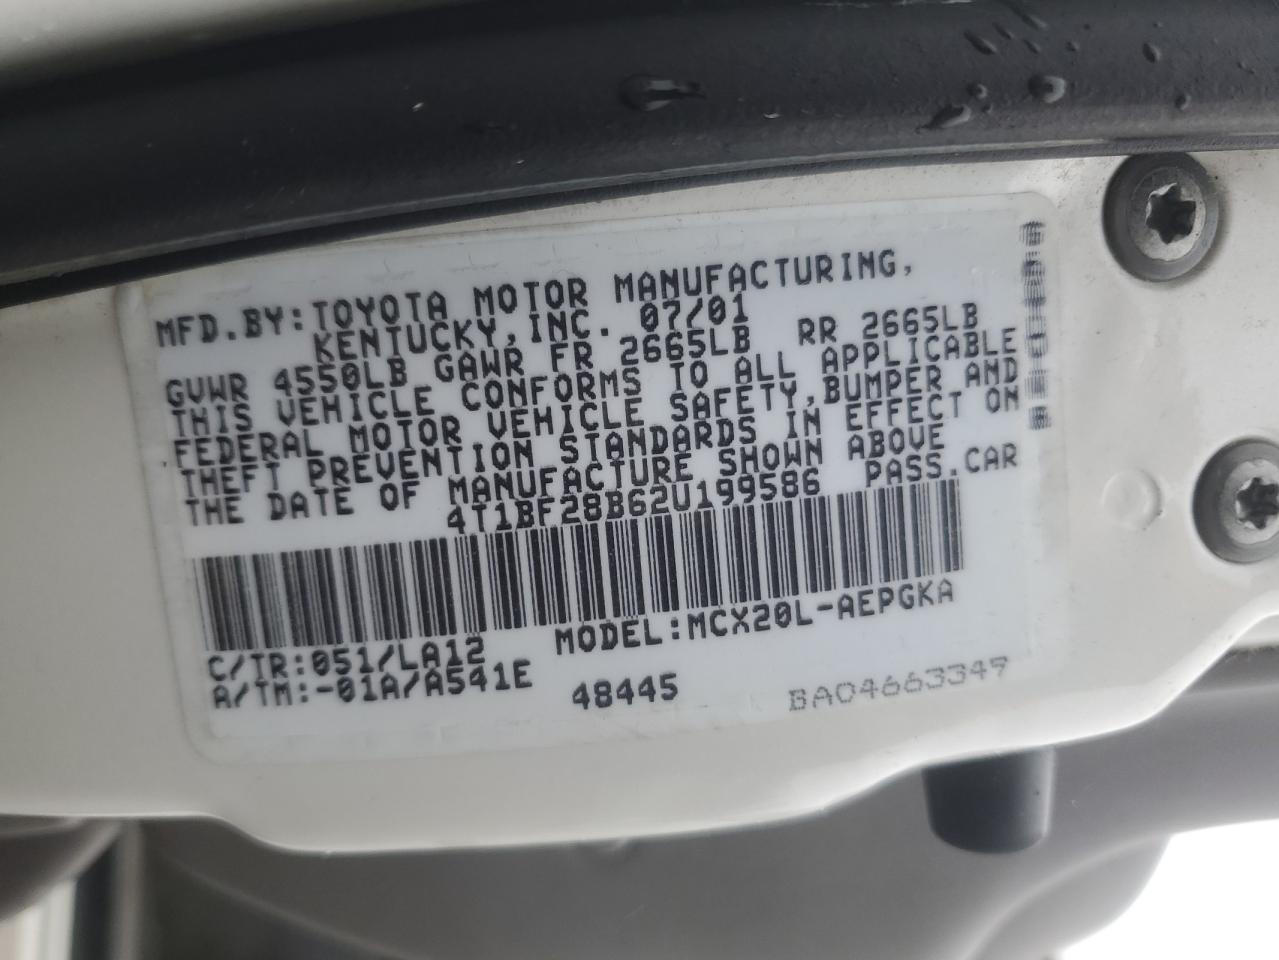 MFD.BY:TOYOTA MOTOR MANUFACTURING,
KENTUCKY,INC. 07/01
GVWR 4550LB GAWR FR 2665LB RR 2665LB
THIS VEHICLE CONFORMS TO ALL APPLICABLE
FEDERAL MOTOR VEHICLE SAFETY,BUMPER AND
THEFT PREVENTION STANDARDS IN EFFECT ON
THE DATE OF MANUFACTURE SHOWN ABOVE
4T1BF28B62U199586 PASS.CAR
C/TR:051/LA12 MODEL:MCX20L-AEPGKA
A/TM:-01A/A541E 48445 BA04663349